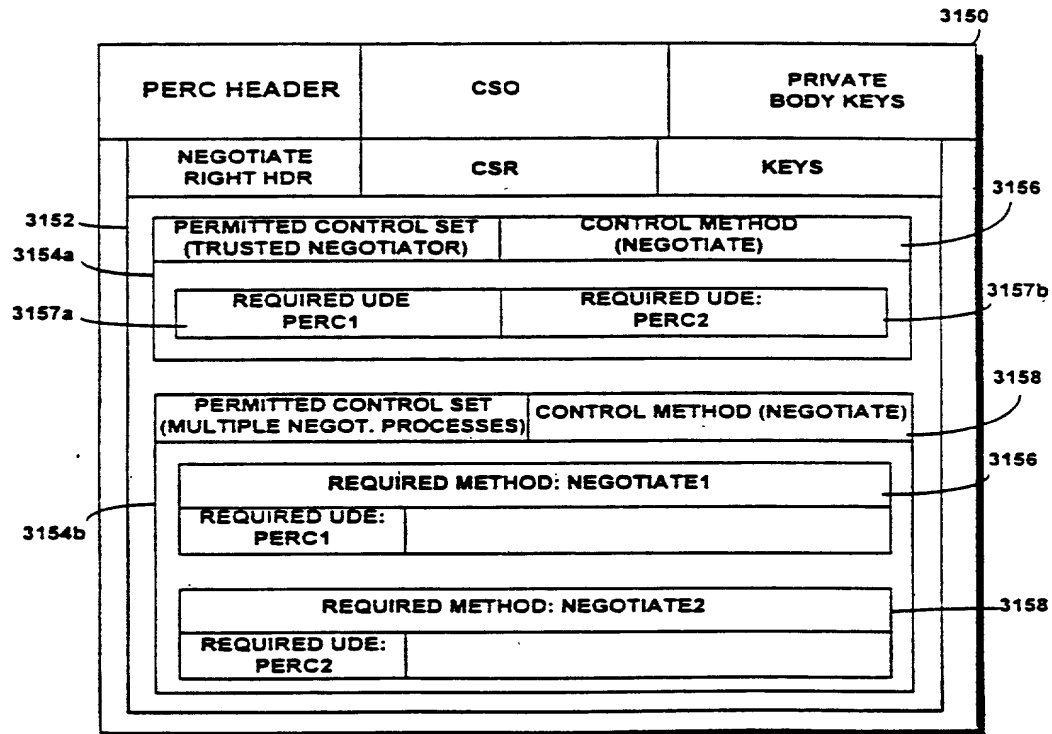 3150
PERC HEADER
CSO
PRIVATE
BODY KEYS
NEGOTIATE
RIGHT HDR
CSR
KEYS
3156
3152
PERMITTED CONTROL SET
(TRUSTED NEGOTIATOR)
CONTROL METHOD
(NEGOTIATE)
3154a
REQUIRED UDE
PERC1
REQUIRED UDE:
PERC2
3157b
3157a
3158
PERMITTED CONTROL SET
(MULTIPLE NEGOT. PROCESSES)
CONTROL METHOD (NEGOTIATE)
3156
REQUIRED METHOD: NEGOTIATE1
REQUIRED UDE:
PERC1
3154b
REQUIRED METHOD: NEGOTIATE2
3158
REQUIRED UDE:
PERC2